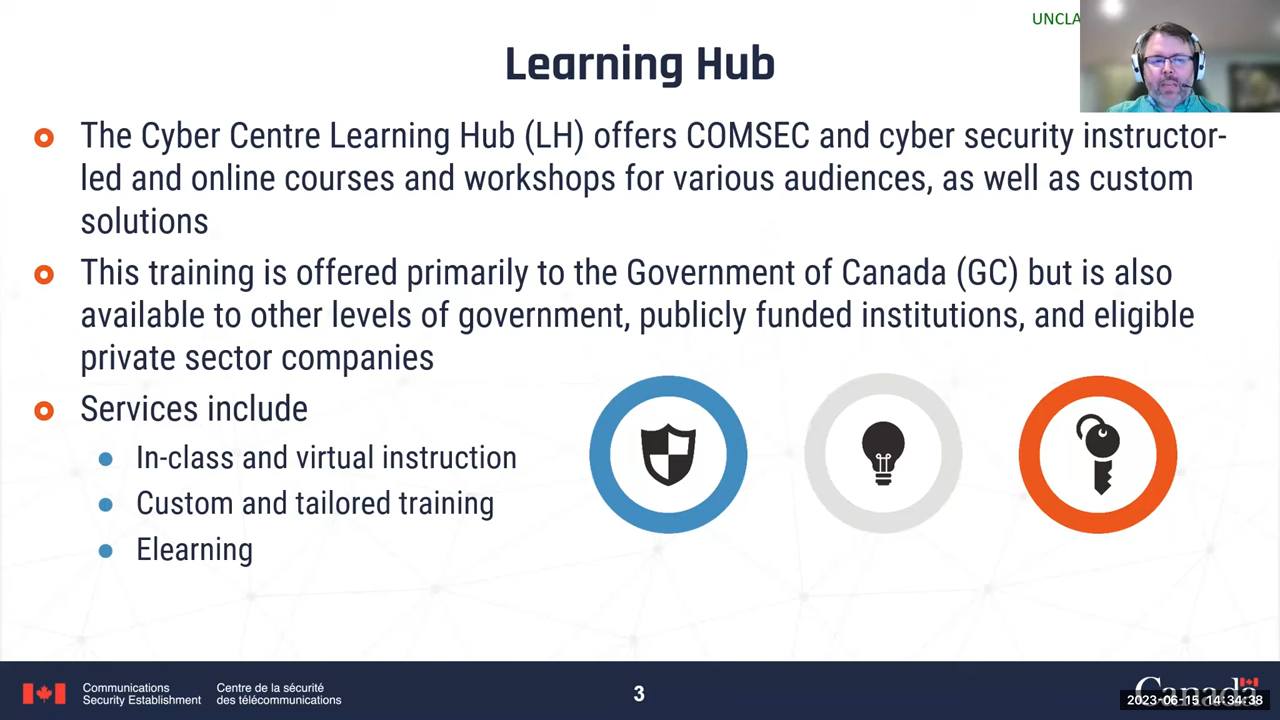 UNCLA
Learning Hub
The Cyber Centre Learning Hub (LH) offers COMSEC and cyber security instructor-
led and online courses and workshops for various audiences, as well as custom
solutions
This training is offered primarily to the Government of Canada (GC) but is also
available to other levels of government, publicly funded institutions, and eligible
private sector companies
Services include
In-class and virtual instruction
Custom and tailored training
Elearning
Communications
Security Establishment
Centre de la sécurité
des télécommunications
3
Canada
2023-06-15 14:34:38